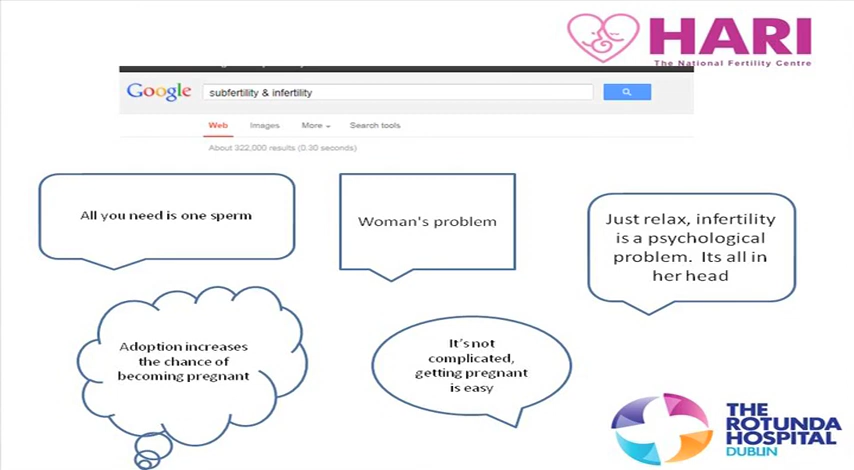 HARI
The National Fertility Centre
Google
subfertility & infertility
Web Images More Search tools
About 322,000 results (0.30 seconds)
All you need is one sperm
Woman's problem
Just relax, infertility
is a psychological
problem. Its all in
her head
Adoption increases
the chance of
becoming pregnant
It's not
complicated,
getting pregnant
is easy
THE
ROTUNDA
HOSPITAL
DUBLIN